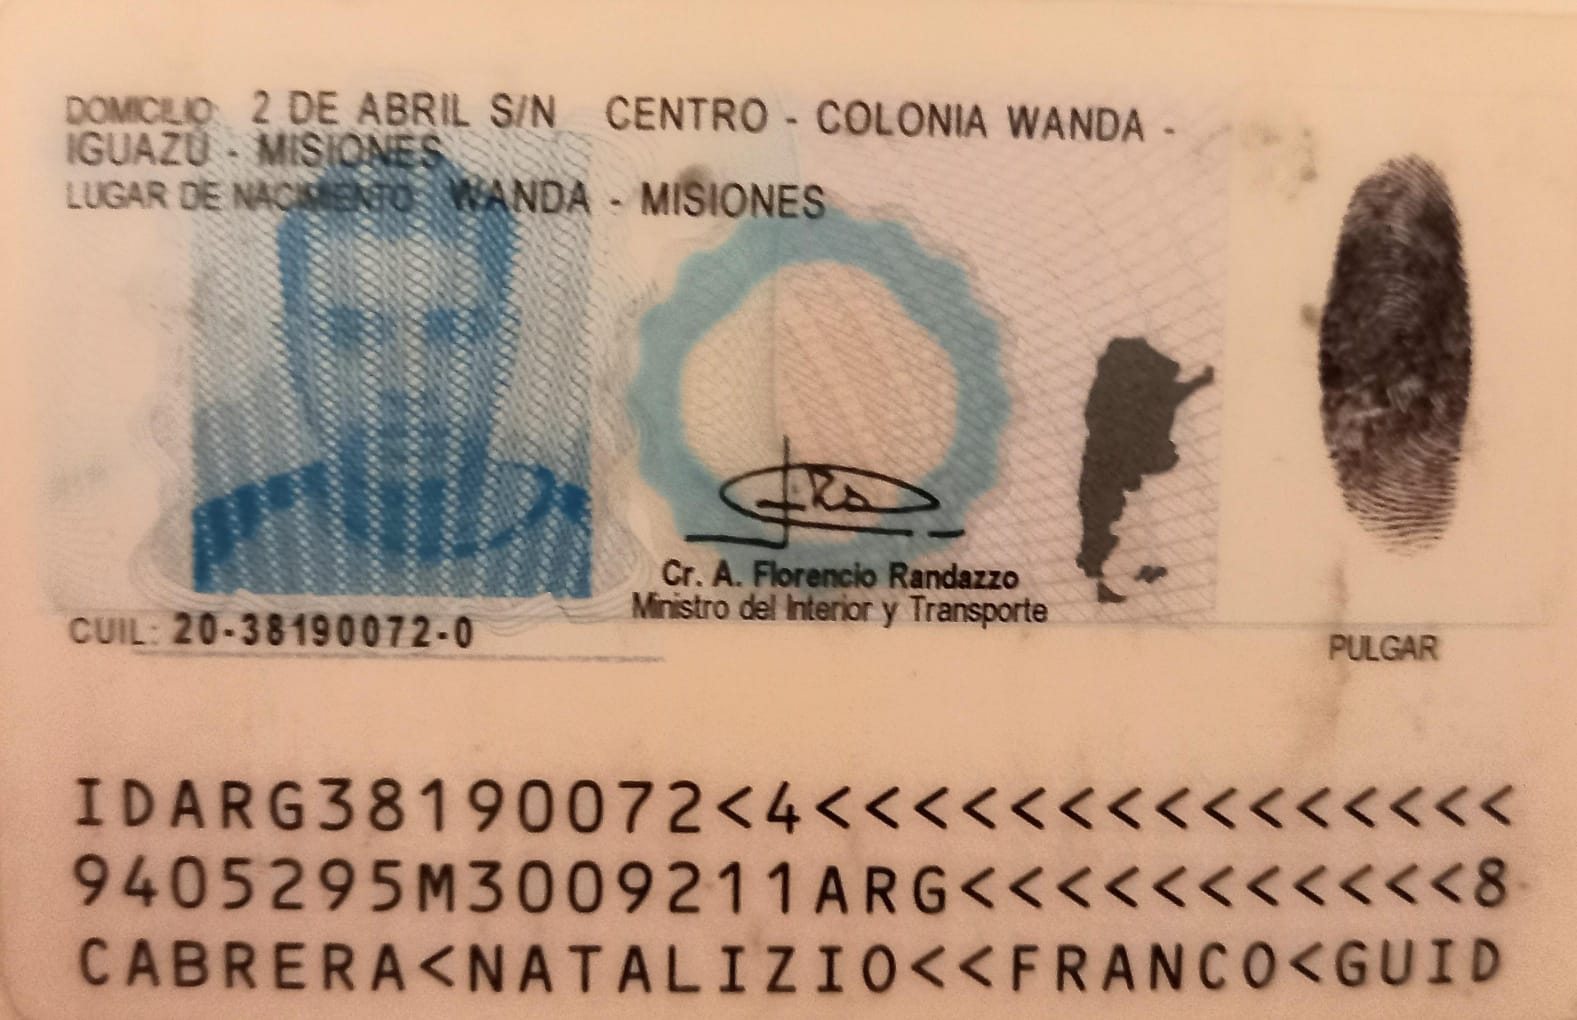 DOMICILIO: 2 DE ABRIL S/N CENTRO - COLONIA WANDA -
IGUAZÚ - MISIONES
LUGAR DE NACIMIENTO: WANDA - MISIONES
Cr. A. Florencio Randazzo
Ministro del Interior y Transporte
CUIL: 20-38190072-0
PULGAR
IDARG38190072<4<<<<<<<<<<<<<<<
9405295M3009211ARG<<<<<<<<<<<8
CABRERA<NATALIZIO<<FRANCO<GUID